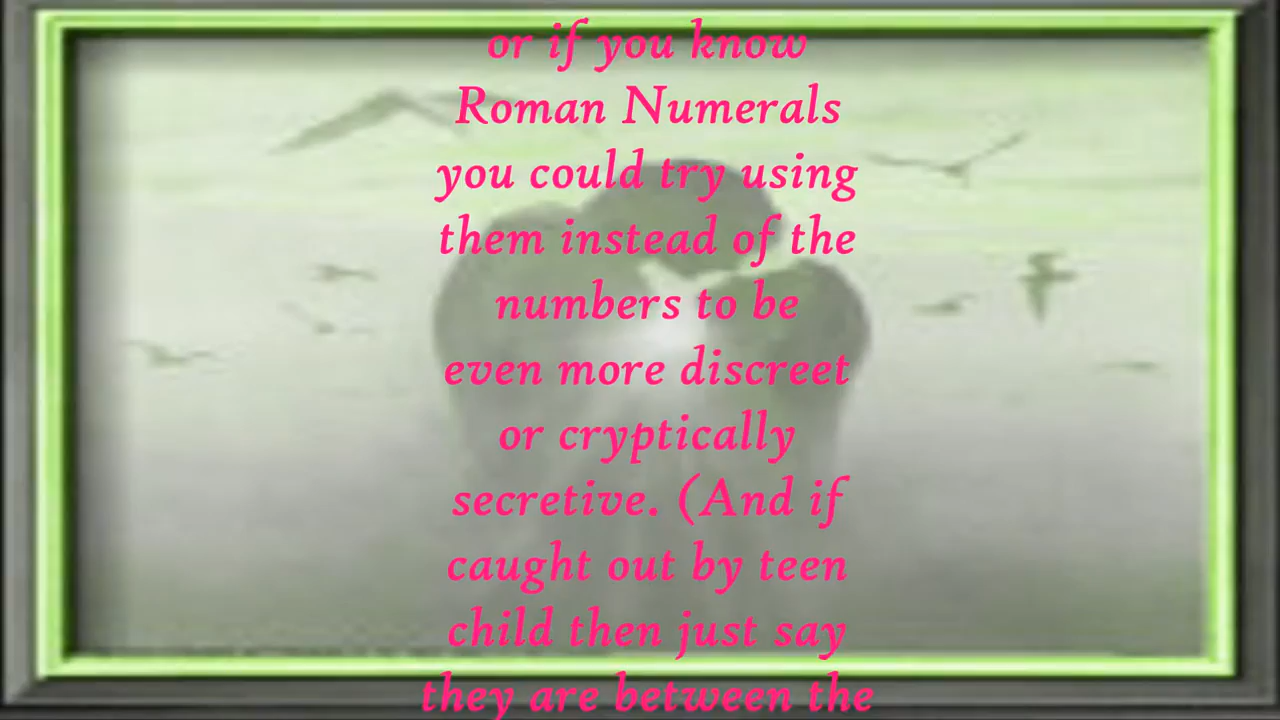 or if you know
Roman Numerals
you could try using
them instead of the
numbers to be
even more discreet
or cryptically
secretive. (And if
caught out by teen
child then just say
they are between the